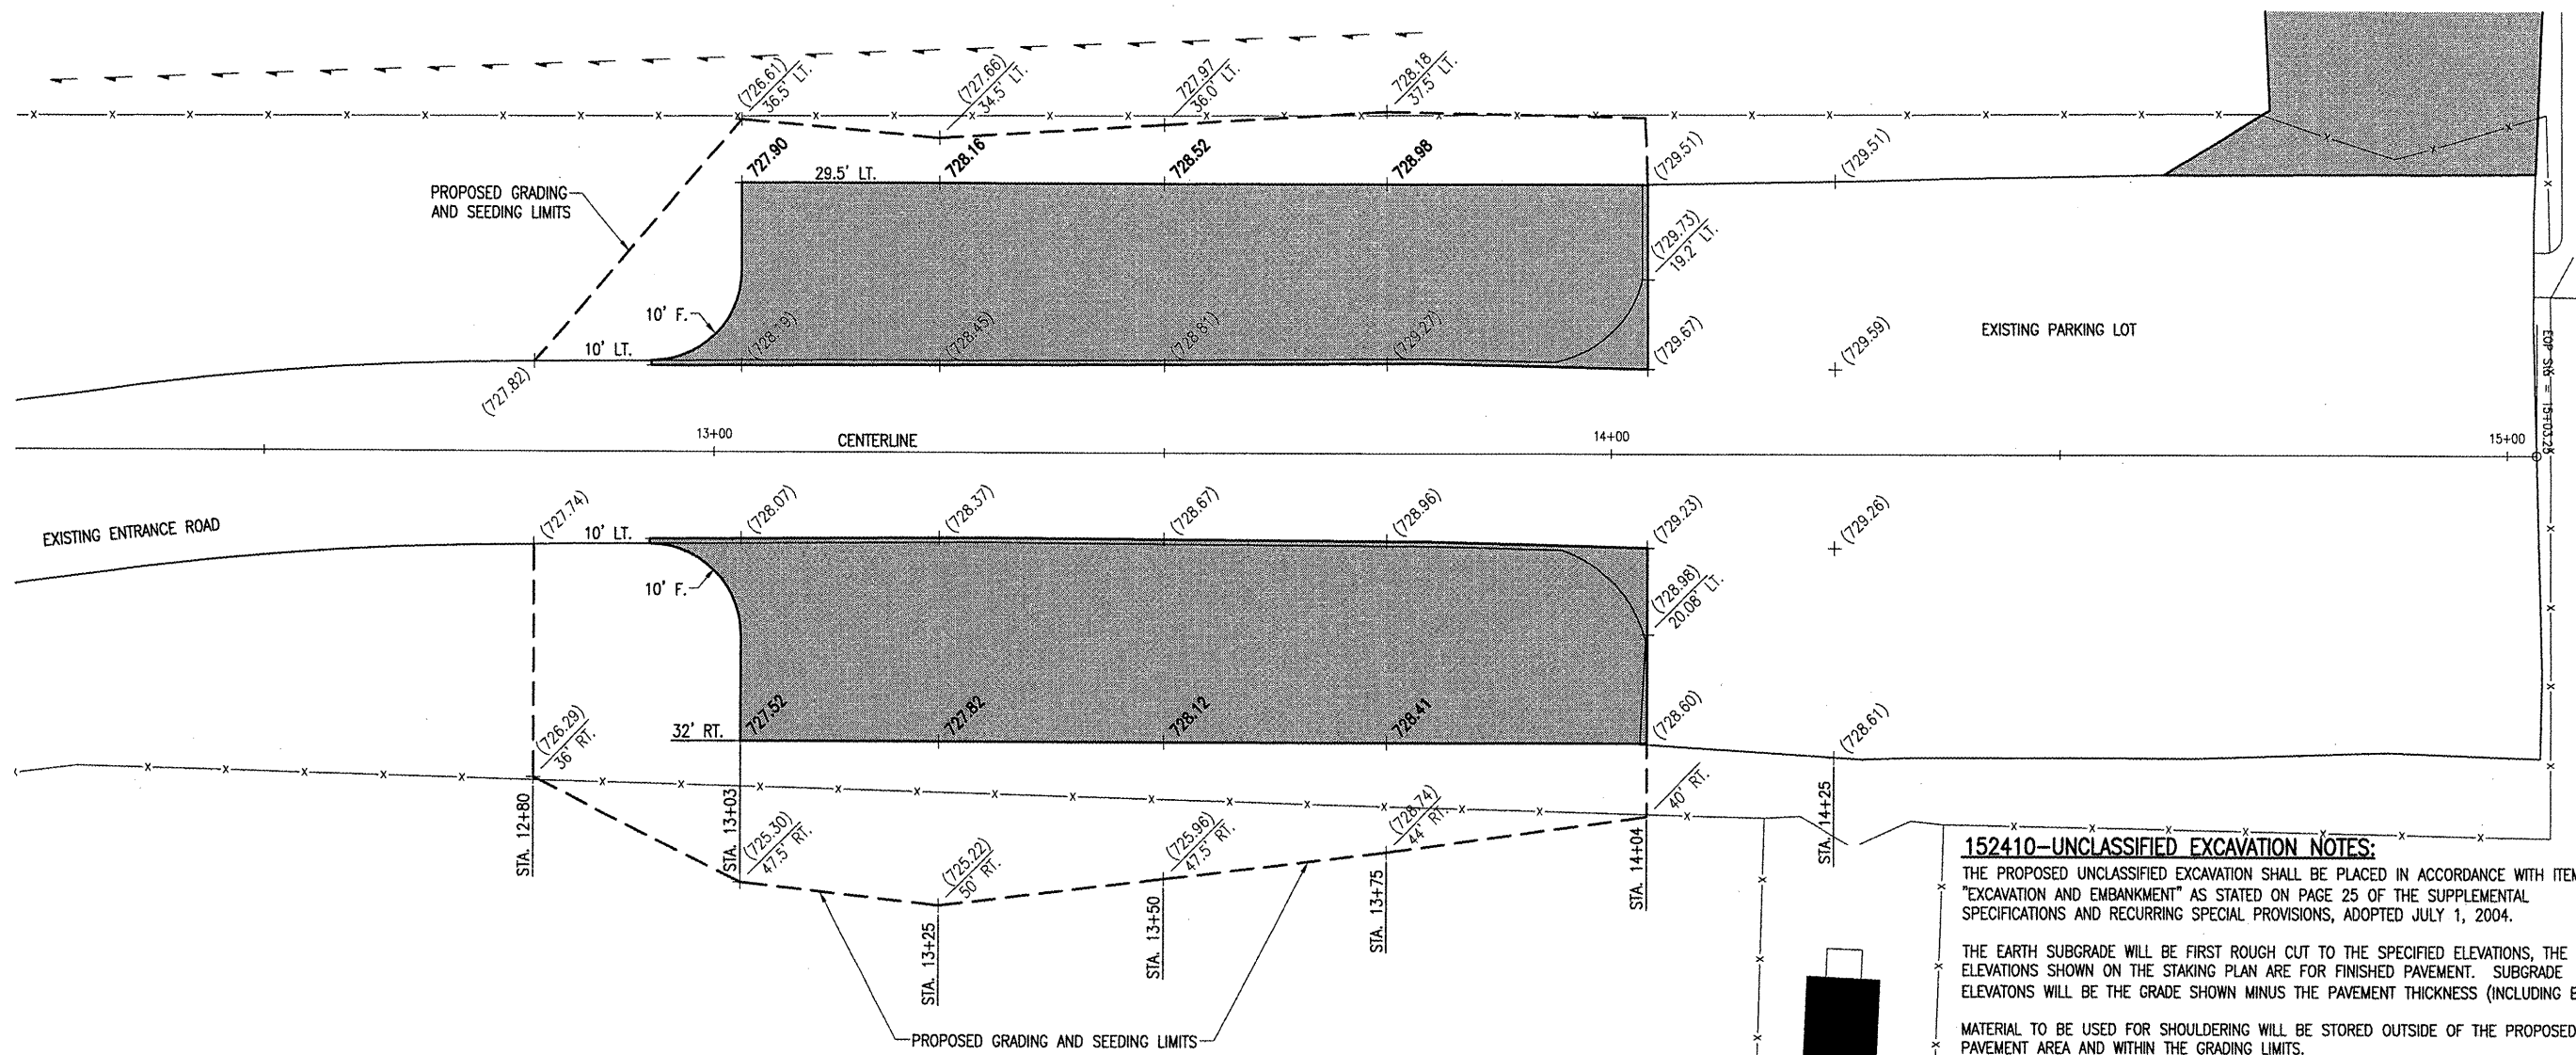 (726.61)
36.5' LT.
(727.66)
34.5' LT.
727.97
36.0' LT.
728.18
37.5' LT.
727.90
728.16
728.52
728.98
(729.51)
(729.51)
29.5' LT.
PROPOSED GRADING
AND SEEDING LIMITS
(729.73)
19.2' LT.
10' F.
10' LT.
(728.19)
(728.45)
(728.81)
(729.27)
(729.67)
(729.59)
EXISTING PARKING LOT
(727.82)
EOP STA = 15+03.25
13+00
CENTERLINE
14+00
15+00
EXISTING ENTRANCE ROAD
(727.74)
10' LT.
(728.07)
(728.37)
(728.67)
(728.96)
(729.23)
(729.26)
10' F.
(728.98)
20.08' LT.
32' RT.
727.52
727.82
728.12
728.41
(728.60)
(728.61)
(726.29)
36' RT.
STA. 12+80
STA. 13+03
(725.30)
47.5' RT.
(725.22)
50' RT.
(725.96)
47.5' RT.
(728.74)
44' RT.
40' RT.
STA. 13+25
STA. 13+50
STA. 13+75
STA. 14+04
STA. 14+25
PROPOSED GRADING AND SEEDING LIMITS
152410-UNCLASSIFIED EXCAVATION NOTES:
THE PROPOSED UNCLASSIFIED EXCAVATION SHALL BE PLACED IN ACCORDANCE WITH ITEM
"EXCAVATION AND EMBANKMENT" AS STATED ON PAGE 25 OF THE SUPPLEMENTAL
SPECIFICATIONS AND RECURRING SPECIAL PROVISIONS, ADOPTED JULY 1, 2004.
THE EARTH SUBGRADE WILL BE FIRST ROUGH CUT TO THE SPECIFIED ELEVATIONS, THE
ELEVATIONS SHOWN ON THE STAKING PLAN ARE FOR FINISHED PAVEMENT. SUBGRADE
ELEVATONS WILL BE THE GRADE SHOWN MINUS THE PAVEMENT THICKNESS (INCLUDING
MATERIAL TO BE USED FOR SHOULDERING WILL BE STORED OUTSIDE OF THE PROPOSED
PAVEMENT AREA AND WITHIN THE GRADING LIMITS.